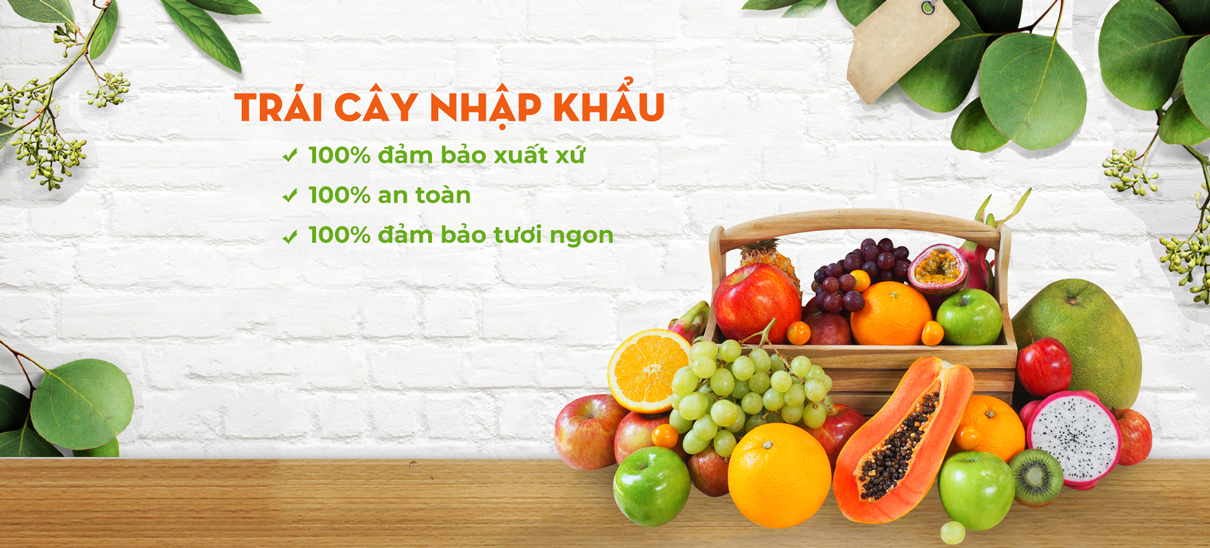 TRÁI CÂY NHẬP KHẨU
100% đảm bảo xuất xứ
100% an toàn
100% đảm bảo tươi ngon